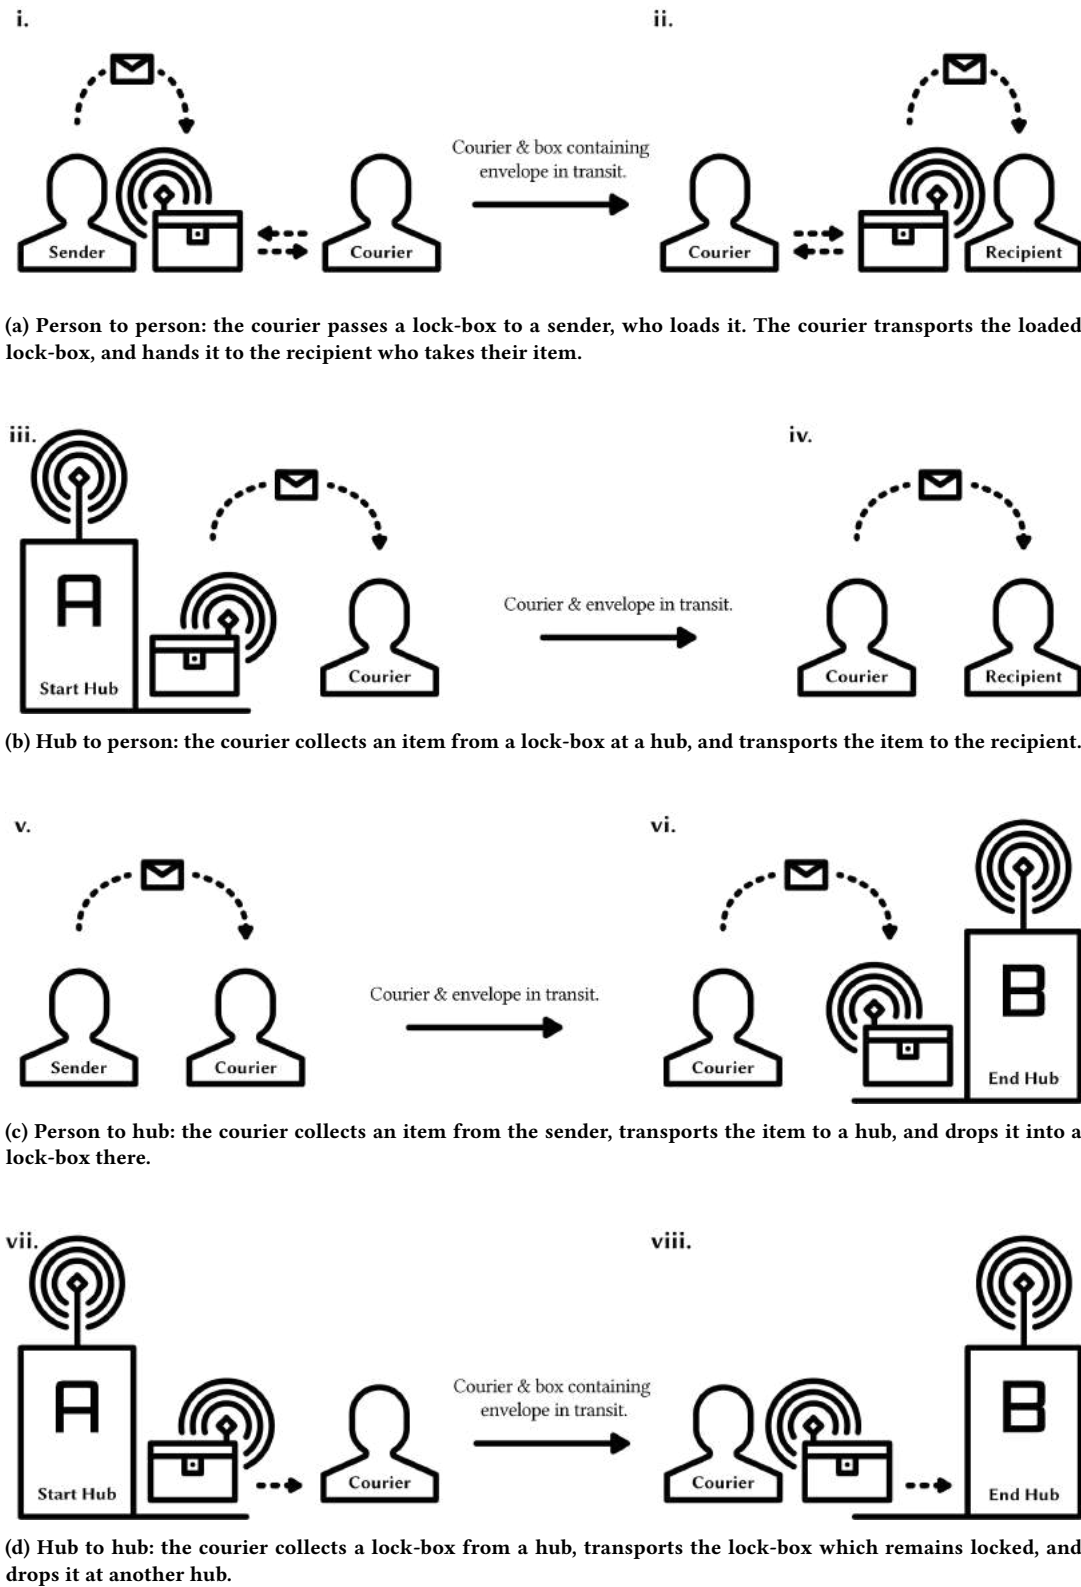 i.
ii.
Courier & box containing
envelope in transit.
Sender
Courier
Courier
Recipient
(a) Person to person: the courier passes a lock-box to a sender, who loads it. The courier transports the loaded
lock-box, and hands it to the recipient who takes their item.
iii.
iv.
A
Start Hub
Courier
Courier & envelope in transit.
Courier
Recipient
(b) Hub to person: the courier collects an item from a lock-box at a hub, and transports the item to the recipient.
v.
vi.
Sender
Courier
Courier & envelope in transit.
Courier
B
End Hub
(c) Person to hub: the courier collects an item from the sender, transports the item to a hub, and drops it into a
lock-box there.
vii.
viii.
A
Start Hub
Courier
Courier & box containing
envelope in transit.
Courier
B
End Hub
(d) Hub to hub: the courier collects a lock-box from a hub, transports the lock-box which remains locked, and
drops it at another hub.